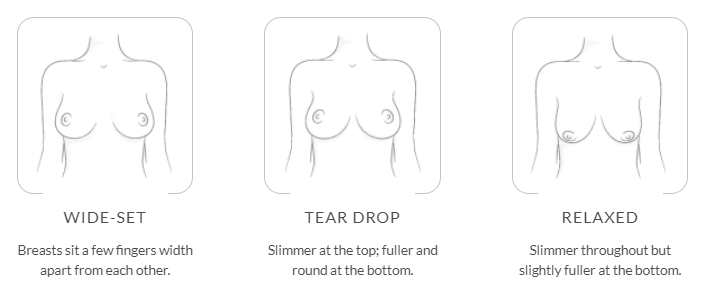 WIDE-SET
Breasts sit a few fingers width
apart from each other.
TEAR DROP
Slimmer at the top; fuller and
round at the bottom.
RELAXED
Slimmer throughout but
slightly fuller at the bottom.